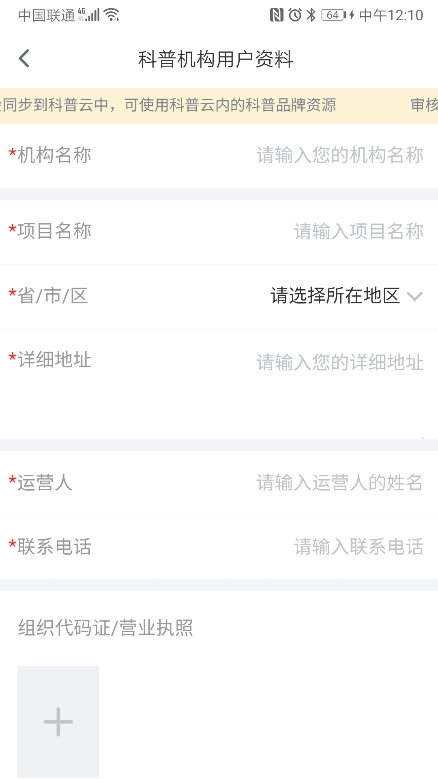 中国联通 4G 64 中午12:10
科普机构用户资料
同步到科普云中，可使用科普云内的科普品牌资源 审核
*机构名称 请输入您的机构名称
*项目名称 请输入项目名称
*省/市/区 请选择所在地区
*详细地址 请输入您的详细地址
*运营人 请输入运营人的姓名
*联系电话 请输入联系电话
组织代码证/营业执照